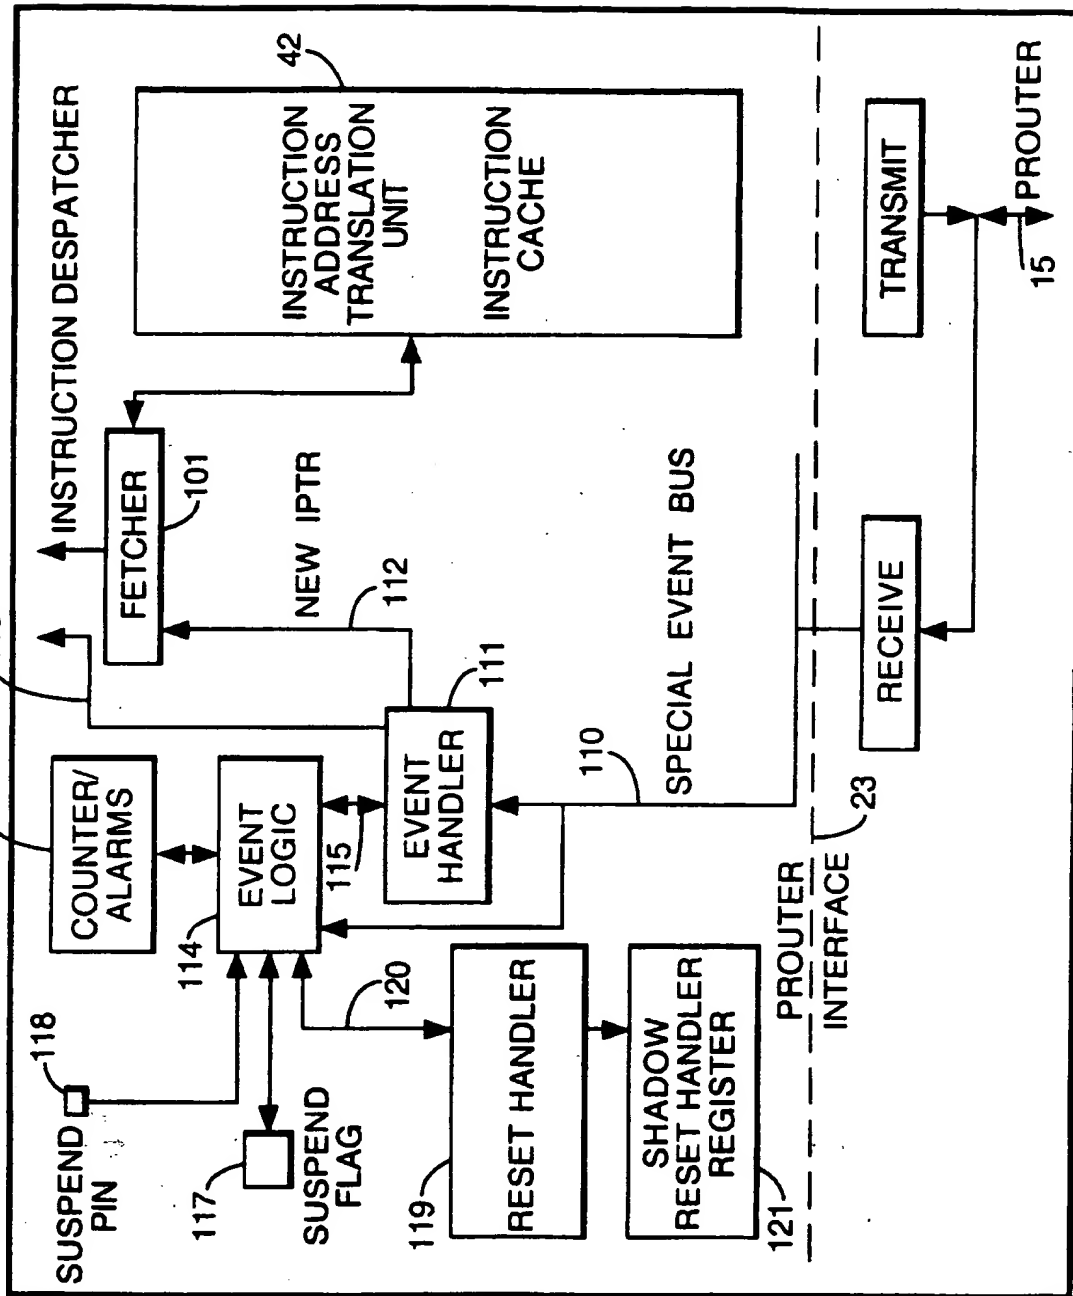 SUSPEND
PIN
118
117
SUSPEND
FLAG
COUNTER/
ALARMS
114
EVENT
LOGIC
115
120
119
RESET HANDLER
SHADOW
RESET HANDLER
REGISTER
121
EVENT
HANDLER
111
110
SPECIAL EVENT BUS
112
NEW IPTR
FETCHER
101
INSTRUCTION DESPATCHER
INSTRUCTION
ADDRESS
TRANSLATION
UNIT
INSTRUCTION
CACHE
42
PROUTER
INTERFACE
23
RECEIVE
TRANSMIT
15
PROUTER